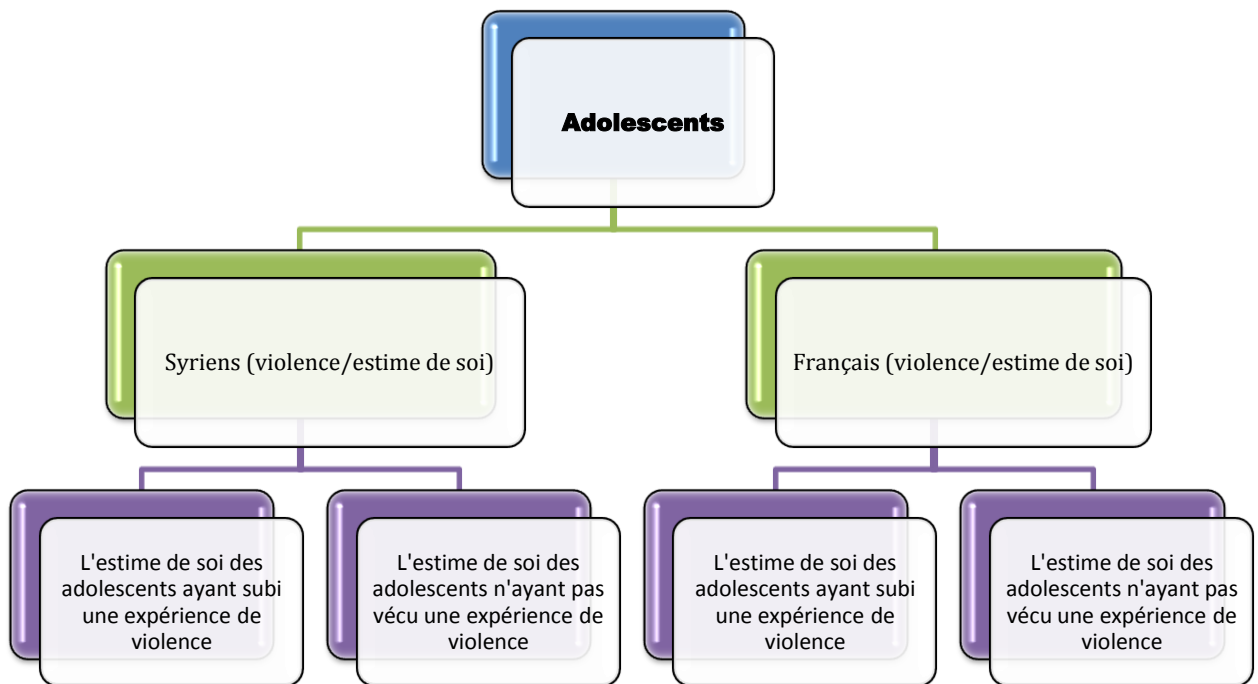 Adolescents
Syriens (violence/estime de soi)
Français (violence/estime de soi)
L'estime de soi des
adolescents ayant subi
une expérience de
violence
L'estime de soi des
adolescents n'ayant pas
vécu une expérience de
violence
L'estime de soi des
adolescents ayant subi
une expérience de
violence
L'estime de soi des
adolescents n'ayant pas
vécu une expérience de
violence